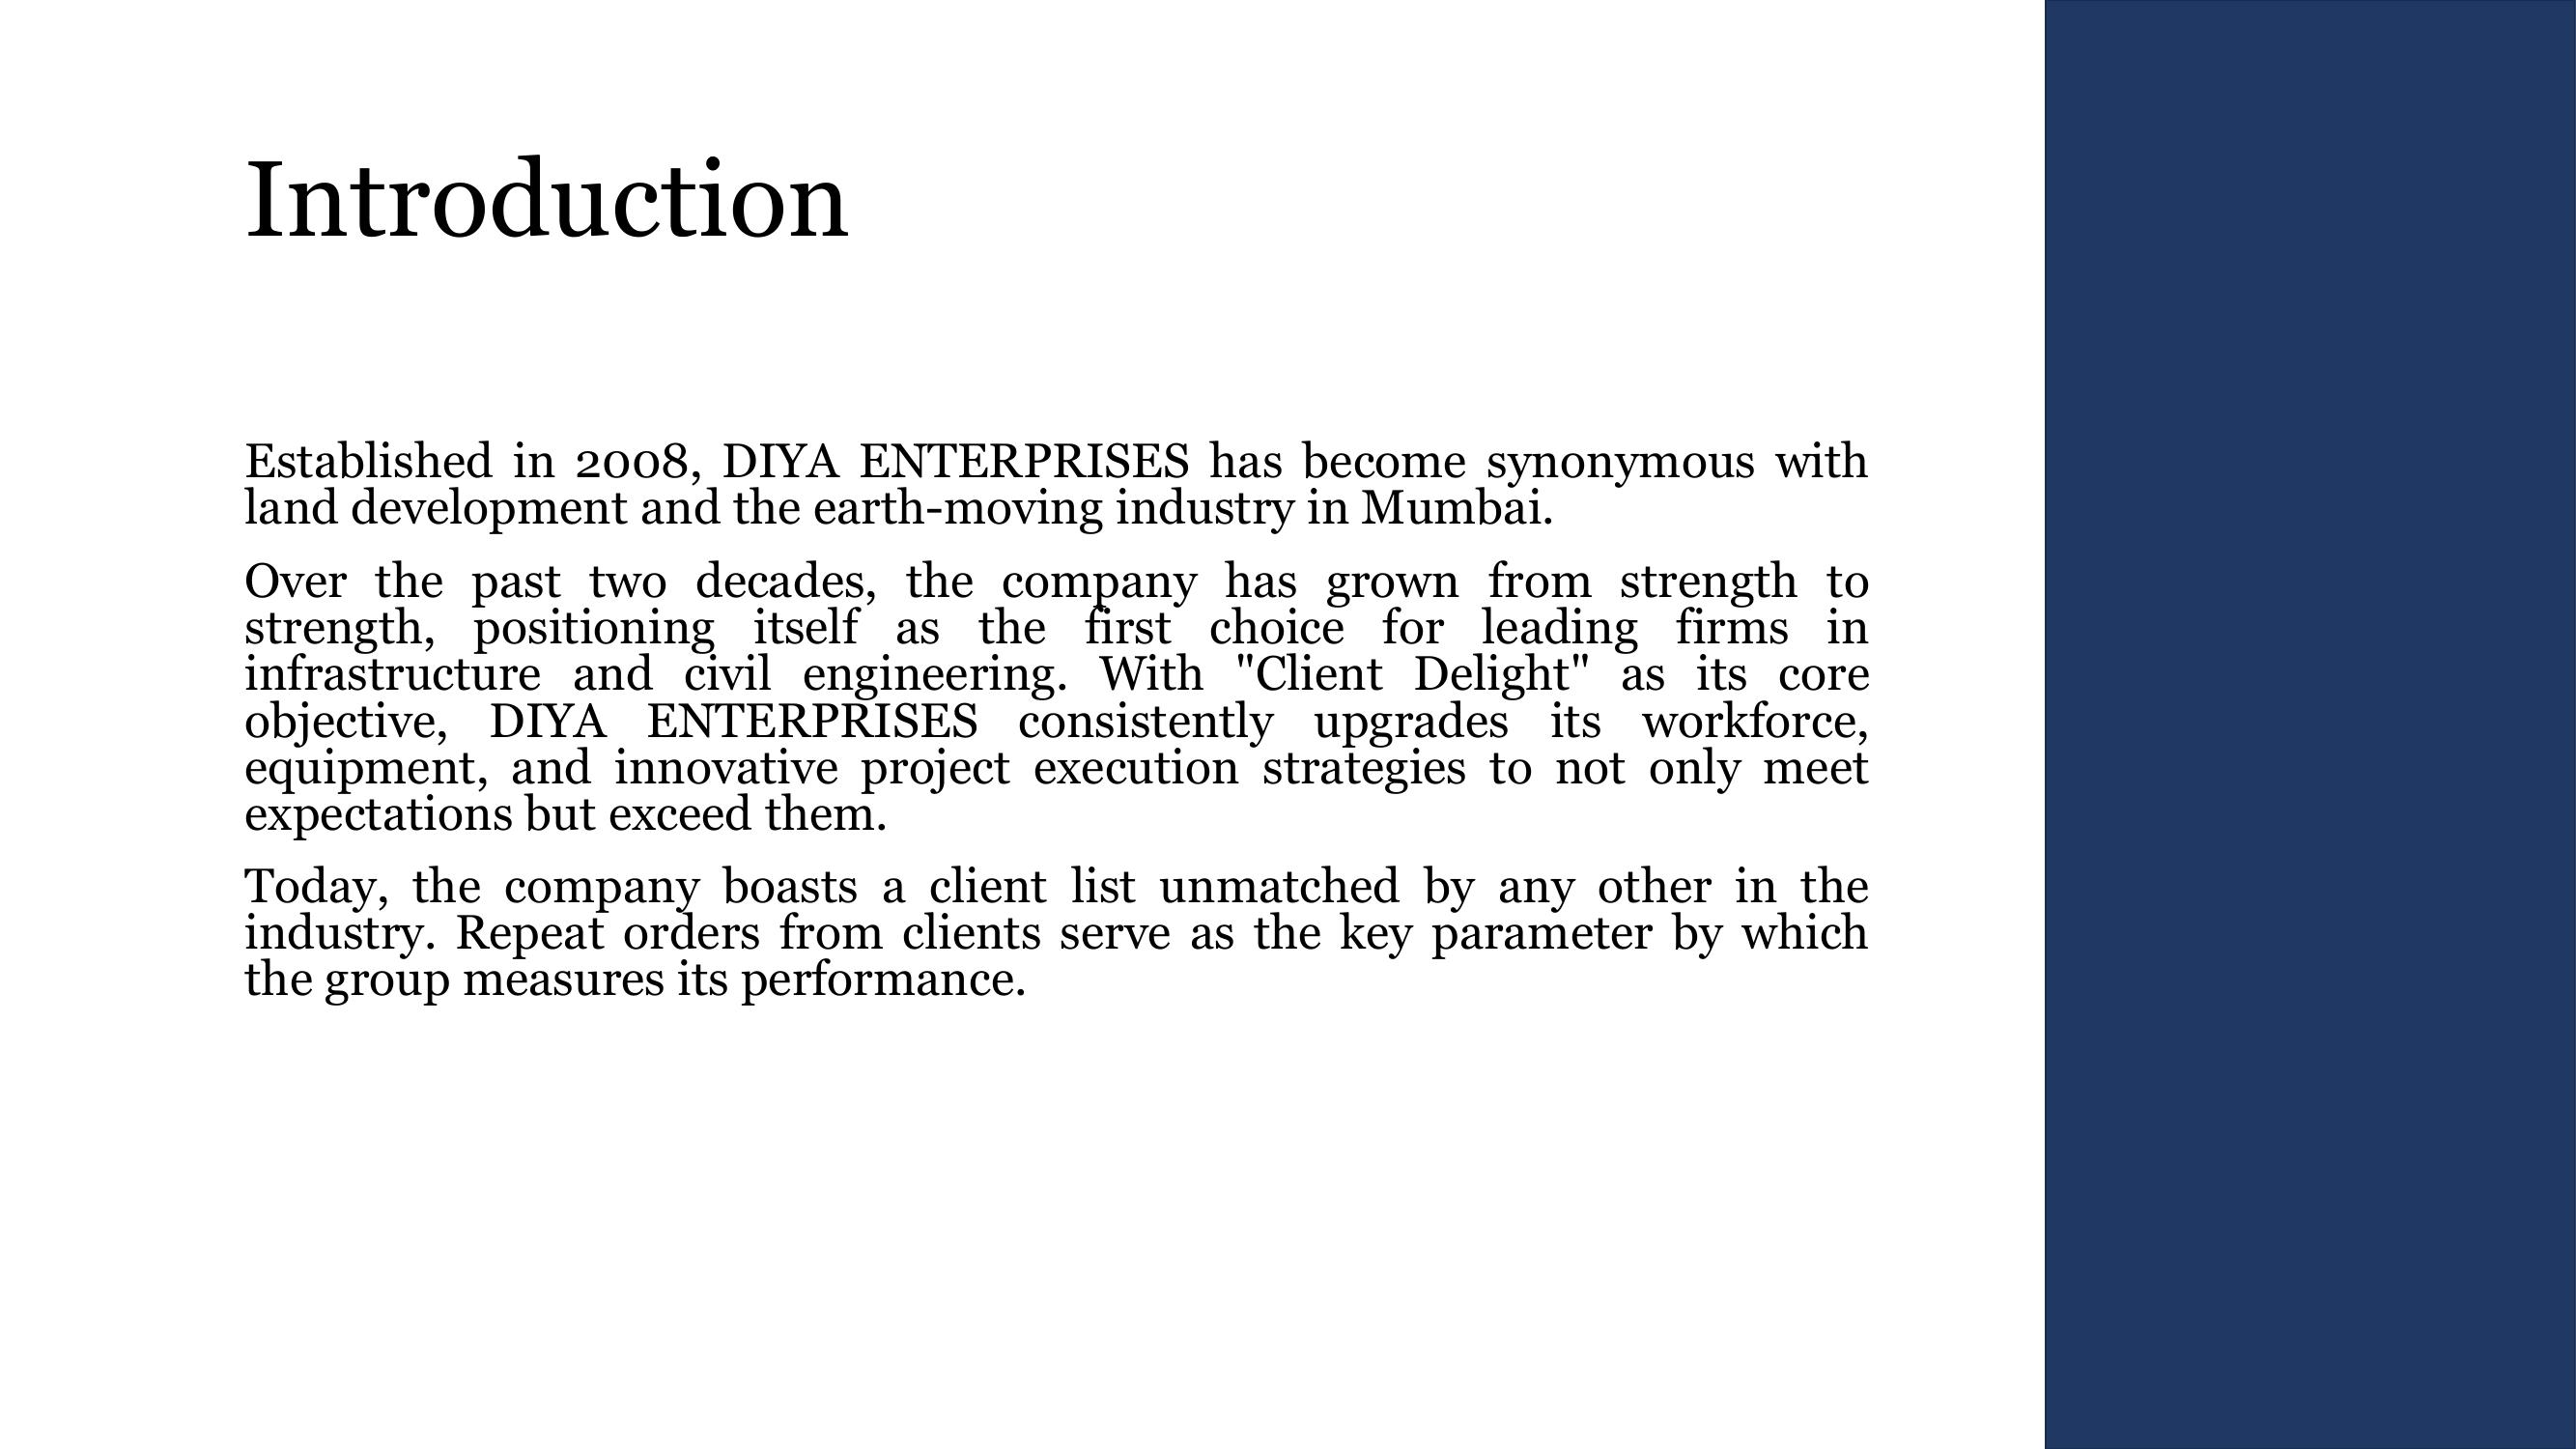 Introduction
Established in 2008, DIYA ENTERPRISES has become synonymous with
land development and the earth-moving industry in Mumbai.
Over the past two decades, the company has grown from strength to
strength, positioning itself as the first choice for leading firms in
infrastructure and civil engineering. With "Client Delight" as its core
objective, DIYA ENTERPRISES consistently upgrades its workforce,
equipment, and innovative project execution strategies to not only meet
expectations but exceed them.
Today, the company boasts a client list unmatched by any other in the
industry. Repeat orders from clients serve as the key parameter by which
the group measures its performance.